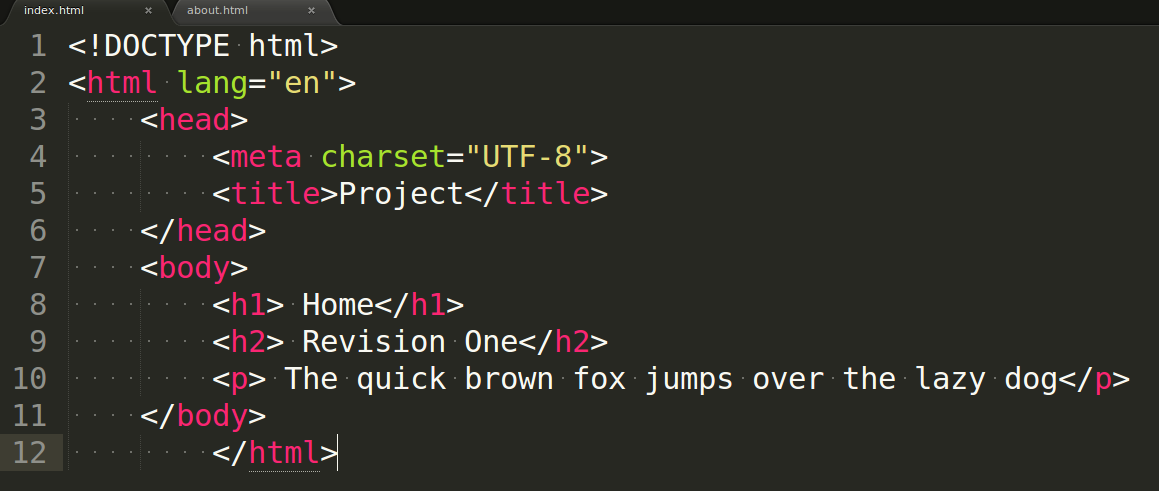 index.html × about.html ×
1 <!DOCTYPE html>
2 <html lang="en">
3     <head>
4         <meta charset="UTF-8">
5         <title>Project</title>
6     </head>
7     <body>
8         <h1> Home</h1>
9         <h2> Revision One</h2>
10         <p> The quick brown fox jumps over the lazy dog</p>
11     </body>
12         </html>